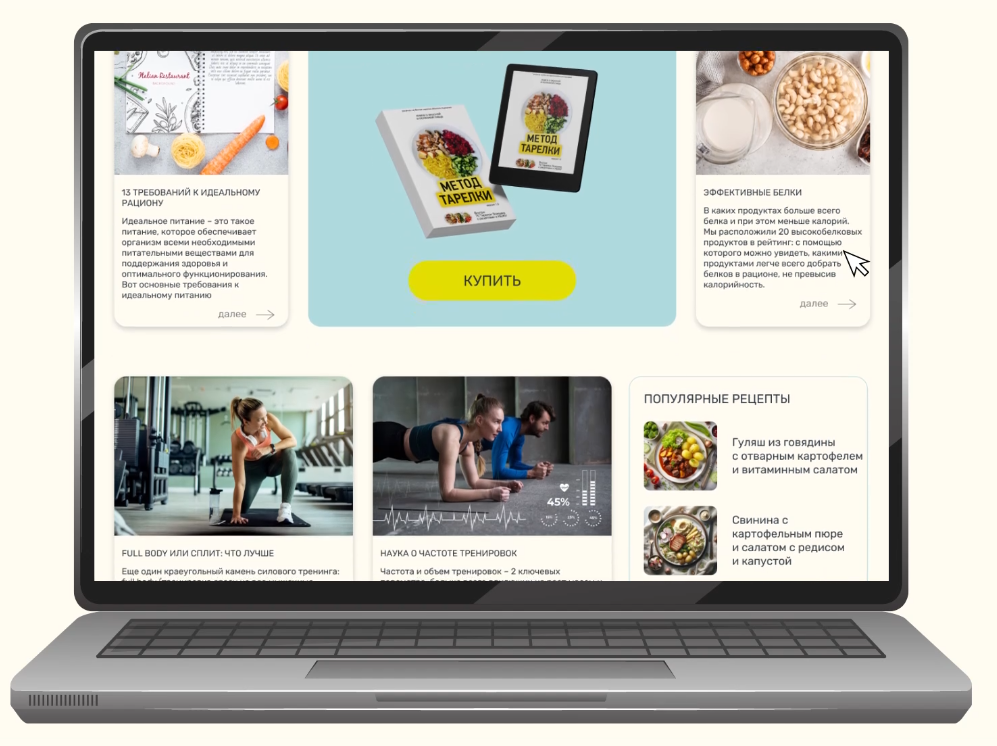 Melisa Restaurant
13 ТРЕБОВАНИЙ К ИДЕАЛЬНОМУ
РАЦИОНУ
Идеальное питание – это такое
питание, которое обеспечивает
организм всеми необходимыми
питательными веществами для
поддержания здоровья и
оптимального функционирования.
Вот основные требования к
идеальному питанию
далее
МЕТОД
ТАРЕЛКИ
МЕТОД
ТАРЕЛКИ
КУПИТЬ
ЭФФЕКТИВНЫЕ БЕЛКИ
В каких продуктах больше всего
белка и при этом меньше калорий.
Мы расположили 20 высокобелковых
продуктов в рейтинг: с помощью
которого можно увидеть, какими
продуктами легче всего добрать
белков в рационе, не превысив
калорийность.
далее
FULL BODY ИЛИ СПЛИТ: ЧТО ЛУЧШЕ
Еще один краеугольный камень силового тренинга:
45%
НАУКА О ЧАСТОТЕ ТРЕНИРОВОК
Частота и объем тренировок – 2 ключевых
ПОПУЛЯРНЫЕ РЕЦЕПТЫ
Гуляш из говядины
с отварным картофелем
и витаминным салатом
Свинина с
картофельным пюре
и салатом с редисом
и капустой